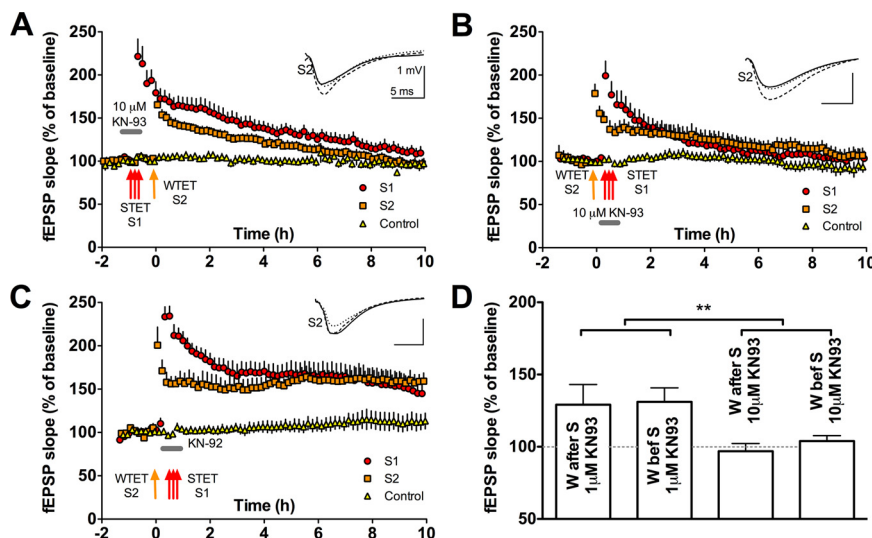 A
fEPSP slope (% of baseline)
250
200
150
100
50
0
10 μM
KN-93
STET
S1
WTET
S2
S2
1 mV
5 ms
S1
S2
Control
Time (h)
-2 0 2 4 6 8 10
B
fEPSP slope (% of baseline)
250
200
150
100
50
0
WTET
S2
STET
S1
10 μM KN-93
S2
S1
S2
Control
Time (h)
-2 0 2 4 6 8 10
C
fEPSP slope (% of baseline)
250
200
150
100
50
0
S2
KN-92
WTET
S2
STET
S1
S1
S2
Control
Time (h)
-2 0 2 4 6 8 10
D
fEPSP slope (% of baseline)
200
150
100
50
**
W after S
1μM KN93
W bef S
1μM KN93
W after S
10μM KN93
W bef S
10μM KN93